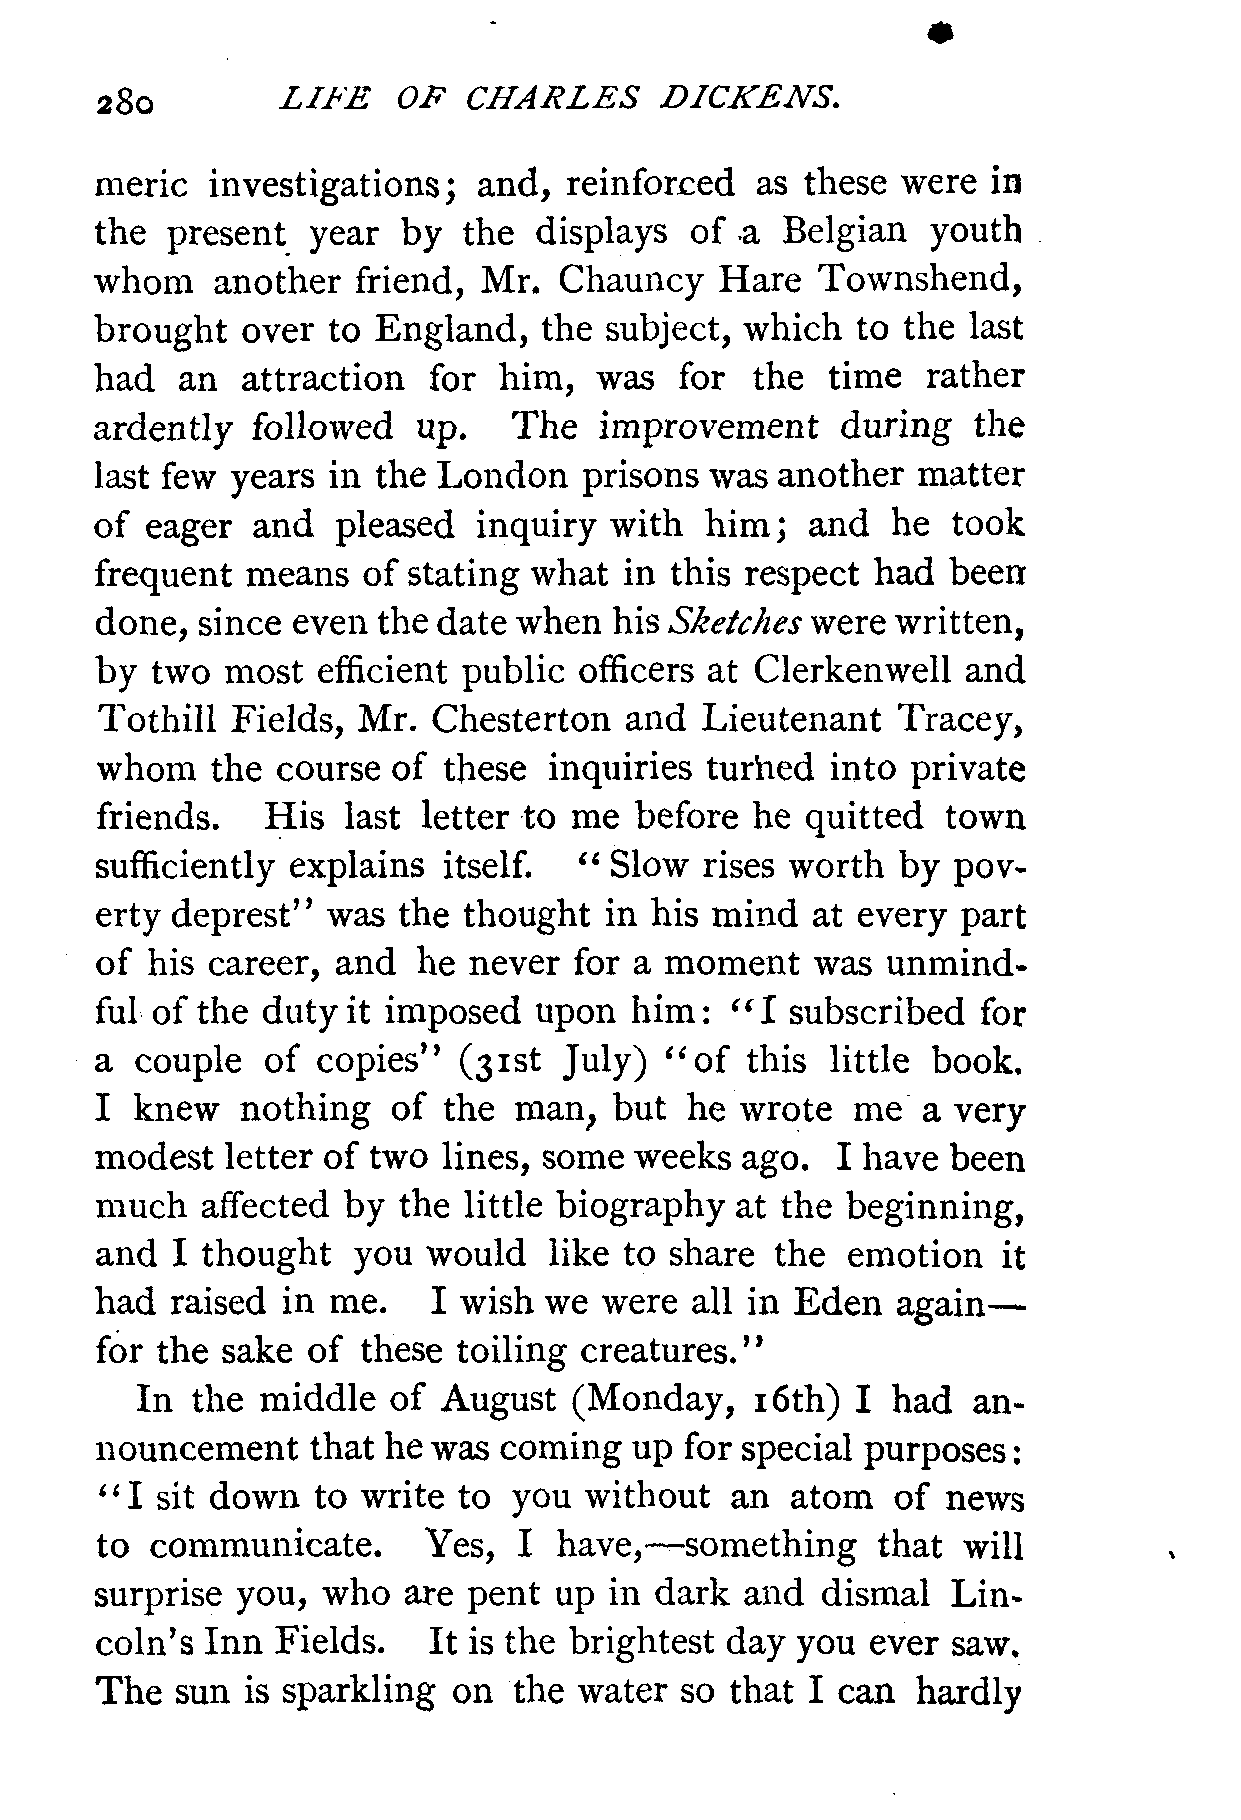 280 LIFE OF CHARLES DICKENS.
meric investigations; and, reinforced as these were in
the present year by the displays of a Belgian youth
whom another friend, Mr. Chauncy Hare Townshend,
brought over to England, the subject, which to the last
had an attraction for him, was for the time rather
ardently followed up. The improvement during the
last few years in the London prisons was another matter
of eager and pleased inquiry with him; and he took
frequent means of stating what in this respect had been
done, since even the date when his Sketches were written,
by two most efficient public officers at Clerkenwell and
Tothill Fields, Mr. Chesterton and Lieutenant Tracey,
whom the course of these inquiries turned into private
friends. His last letter to me before he quitted town
sufficiently explains itself. "Slow rises worth by pov-
erty deprest" was the thought in his mind at every part
of his career, and he never for a moment was unmind-
ful of the duty it imposed upon him: "I subscribed for
a couple of copies" (31st July) "of this little book.
I knew nothing of the man, but he wrote me a very
modest letter of two lines, some weeks ago. I have been
much affected by the little biography at the beginning,
and I thought you would like to share the emotion it
had raised in me. I wish we were all in Eden again—
for the sake of these toiling creatures."
In the middle of August (Monday, 16th) I had an-
nouncement that he was coming up for special purposes:
"I sit down to write to you without an atom of news
to communicate. Yes, I have,—something that will
surprise you, who are pent up in dark and dismal Lin-
coln's Inn Fields. It is the brightest day you ever saw.
The sun is sparkling on the water so that I can hardly